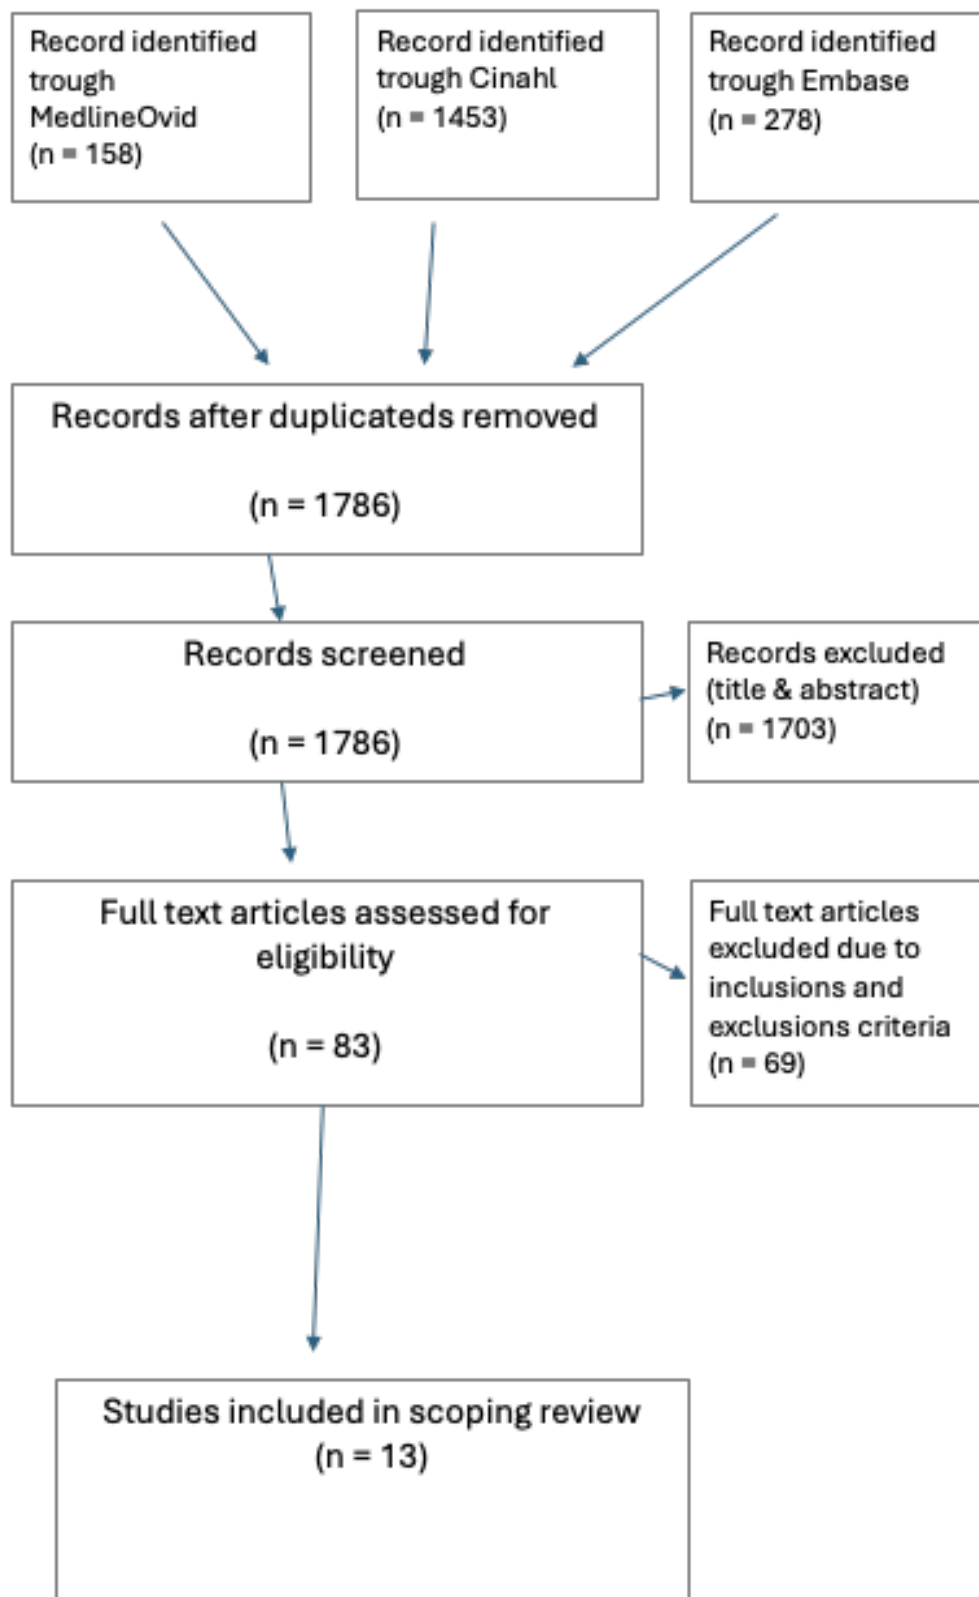 Record identified
trough
MedlineOvid
(n = 158)
Record identified
trough Cinahl
(n = 1453)
Record identified
trough Embase
(n = 278)
Records after duplicateds removed
(n = 1786)
Records screened
(n = 1786)
Records excluded
(title & abstract)
(n = 1703)
Full text articles assessed for
eligibility
(n = 83)
Full text articles
excluded due to
inclusions and
exclusions criteria
(n = 69)
Studies included in scoping review
(n = 13)